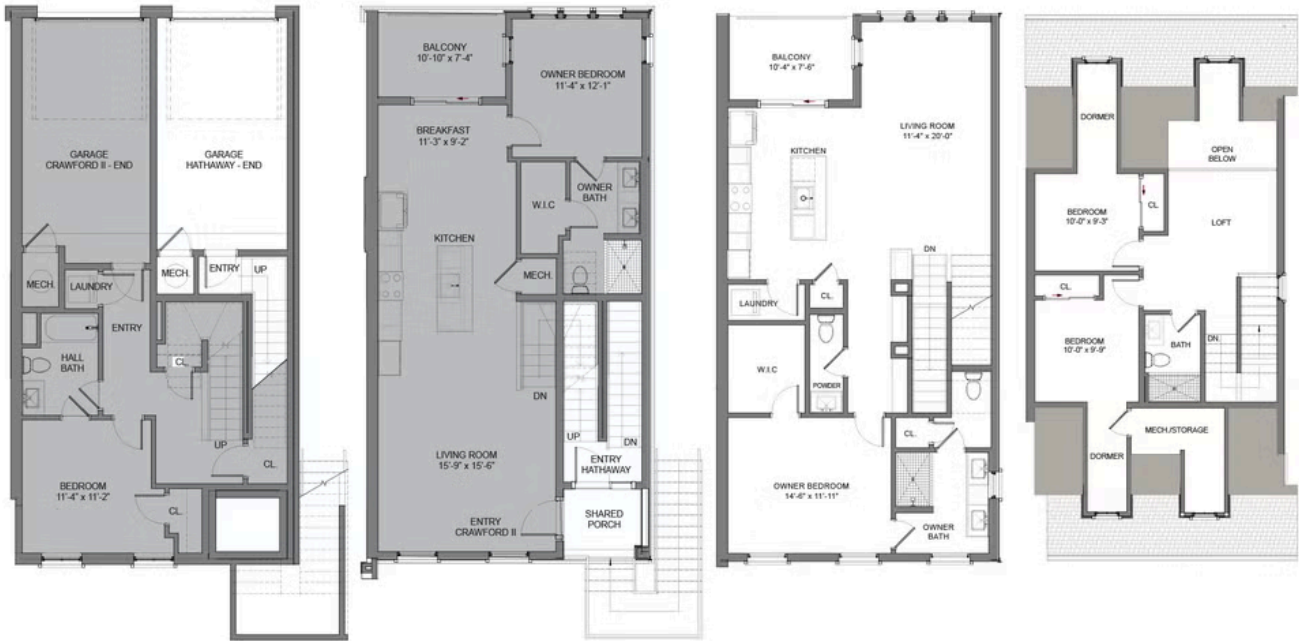 GARAGE
CRAWFORD II - END
GARAGE
HATHAWAY - END
MECH.
LAUNDRY
MECH.
ENTRY
UP
ENTRY
HALL
BATH
CL.
UP
CL.
BEDROOM
11'-4" x 11'-2"
CL.
BALCONY
10'-10" x 7'-4"
OWNER BEDROOM
11'-4" x 12'-1"
BREAKFAST
11'-3" x 9'-2"
OWNER
BATH
W.I.C
KITCHEN
MECH.
DN
UP
DN
LIVING ROOM
15'-9" x 15'-6"
ENTRY
HATHAWAY
ENTRY
CRAWFORD II
SHARED
PORCH
BALCONY
10'-4" x 7'-6"
LIVING ROOM
11'-4" x 20'-0"
KITCHEN
DN
LAUNDRY
CL.
W.I.C
POWDER
CL.
OWNER BEDROOM
14'-6" x 11'-11"
OWNER
BATH
DORMER
OPEN
BELOW
BEDROOM
10'-0" x 9'-3"
CL.
LOFT
CL.
BEDROOM
10'-0" x 9'-9"
BATH
DN
MECH./STORAGE
DORMER